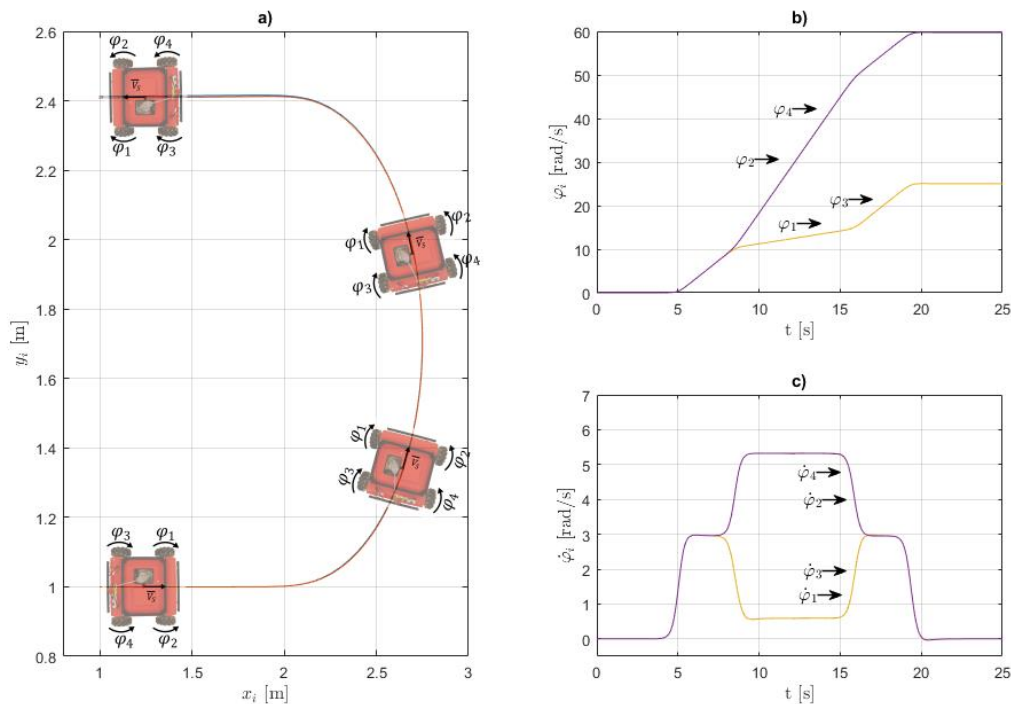 a)
2.6
2.4
2.2
2
1.8
1.6
1.4
1.2
1
0.8
y_i [m]
φ₂ φ₄
v̅ₛ
φ₁ φ₃
φ₂
φ₁ v̅ₛ
φ₄
φ₃
φ₁
φ₂
v̅ₛ
φ₃
φ₄
φ₃ φ₁
v̅ₛ
φ₄ φ₂
1 1.5 2 2.5 3
x_i [m]
b)
60
50
40
30
20
10
0
φ_i [rad/s]
φ₄
φ₂
φ₃
φ₁
0 5 10 15 20 25
t [s]
c)
7
6
5
4
3
2
1
0
φ̇_i [rad/s]
φ̇₄
φ̇₂
φ̇₃
φ̇₁
0 5 10 15 20 25
t [s]